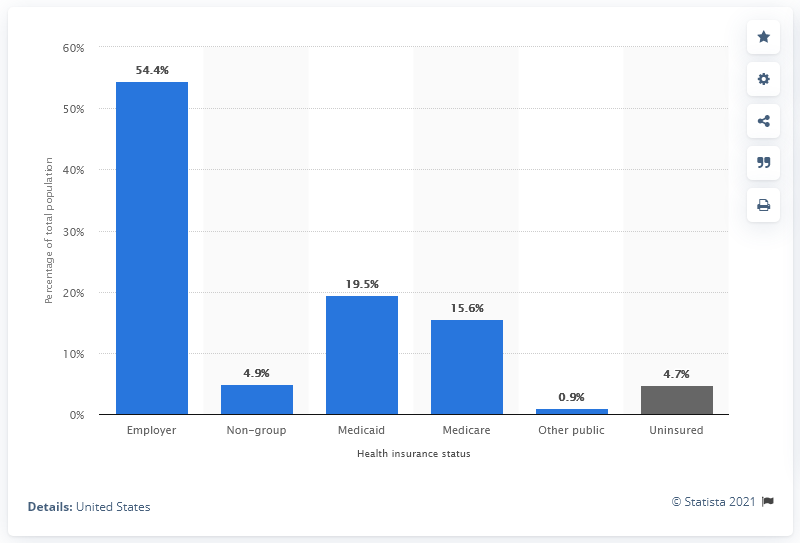 60%
54.4%
50%
40%
30%
19.5%
20%
15.6%
10%
4.9%
4.7%
0.9%
0%
Percentage of total population
Employer Non-group Medicaid Medicare Other public Uninsured
Health insurance status
Details: United States
© Statista 2021